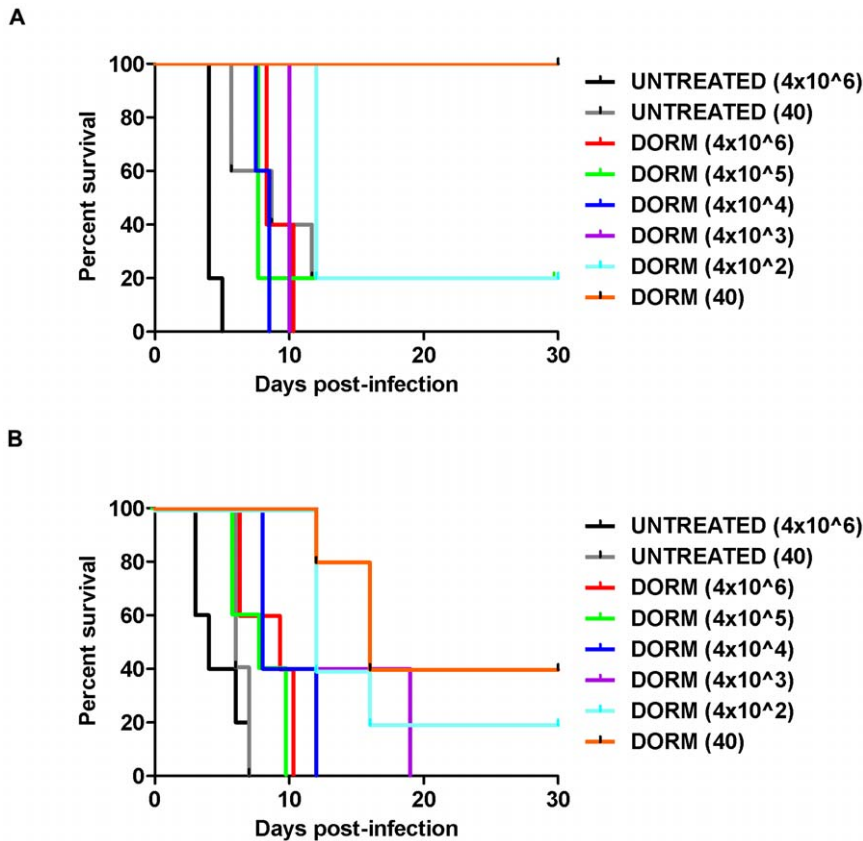 A
Percent survival
100
80
60
40
20
0
0 10 20 30
Days post-infection
UNTREATED (4x10^6)
UNTREATED (40)
DORM (4x10^6)
DORM (4x10^5)
DORM (4x10^4)
DORM (4x10^3)
DORM (4x10^2)
DORM (40)
B
Percent survival
100
80
60
40
20
0
0 10 20 30
Days post-infection
UNTREATED (4x10^6)
UNTREATED (40)
DORM (4x10^6)
DORM (4x10^5)
DORM (4x10^4)
DORM (4x10^3)
DORM (4x10^2)
DORM (40)